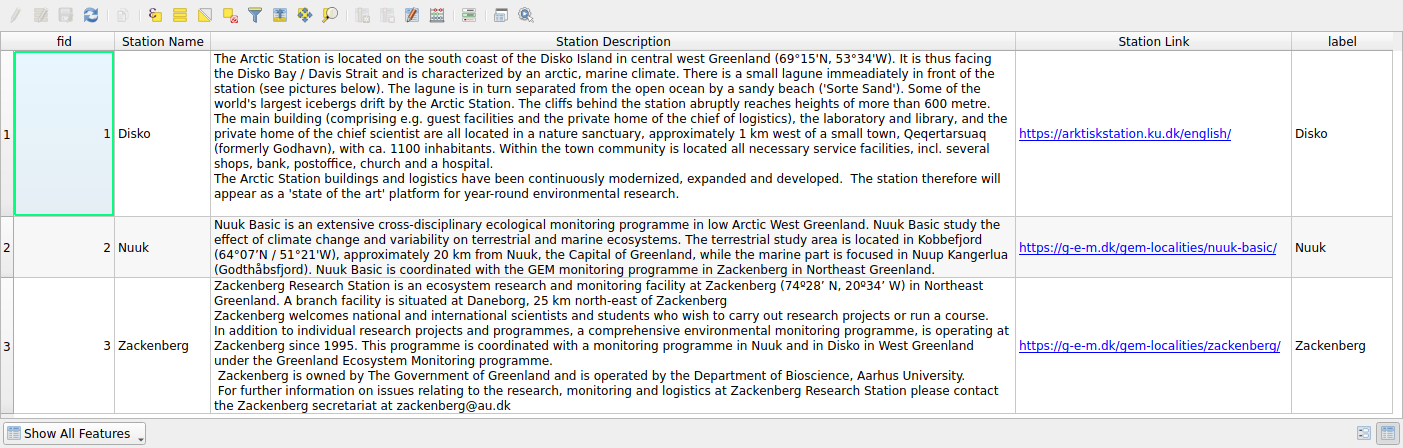 fid Station Name Station Description Station Link label
1 1 Disko
The Arctic Station is located on the south coast of the Disko Island in central west Greenland (69°15'N, 53°34'W). It is thus facing
the Disko Bay / Davis Strait and is characterized by an arctic, marine climate. There is a small lagune immeadiately in front of the
station (see pictures below). The lagune is in turn separated from the open ocean by a sandy beach ('Sorte Sand'). Some of the
world's largest icebergs drift by the Arctic Station. The cliffs behind the station abruptly reaches heights of more than 600 metre.
The main building (comprising e.g. guest facilities and the private home of the chief of logistics), the laboratory and library, and the
private home of the chief scientist are all located in a nature sanctuary, approximately 1 km west of a small town, Qeqertarsuaq
(formerly Godhavn), with ca. 1100 inhabitants. Within the town community is located all necessary service facilities, incl. several
shops, bank, postoffice, church and a hospital.
The Arctic Station buildings and logistics have been continuously modernized, expanded and developed.  The station therefore will
appear as a 'state of the art' platform for year-round environmental research.
https://arktiskstation.ku.dk/english/ Disko
2 2 Nuuk
Nuuk Basic is an extensive cross-disciplinary ecological monitoring programme in low Arctic West Greenland. Nuuk Basic study the
effect of climate change and variability on terrestrial and marine ecosystems. The terrestrial study area is located in Kobbefjord
(64°07’N / 51°21'W), approximately 20 km from Nuuk, the Capital of Greenland, while the marine part is focused in Nuup Kangerlua
(Godthåbsfjord). Nuuk Basic is coordinated with the GEM monitoring programme in Zackenberg in Northeast Greenland.
https://g-e-m.dk/gem-localities/nuuk-basic/ Nuuk
3 3 Zackenberg
Zackenberg Research Station is an ecosystem research and monitoring facility at Zackenberg (74º28’ N, 20º34’ W) in Northeast
Greenland. A branch facility is situated at Daneborg, 25 km north-east of Zackenberg
Zackenberg welcomes national and international scientists and students who wish to carry out research projects or run a course.
In addition to individual research projects and programmes, a comprehensive environmental monitoring programme, is operating at
Zackenberg since 1995. This programme is coordinated with a monitoring programme in Nuuk and in Disko in West Greenland
under the Greenland Ecosystem Monitoring programme.
Zackenberg is owned by The Government of Greenland and is operated by the Department of Bioscience, Aarhus University.
For further information on issues relating to the research, monitoring and logistics at Zackenberg Research Station please contact
the Zackenberg secretariat at zackenberg@au.dk
https://g-e-m.dk/gem-localities/zackenberg/ Zackenberg
Show All Features